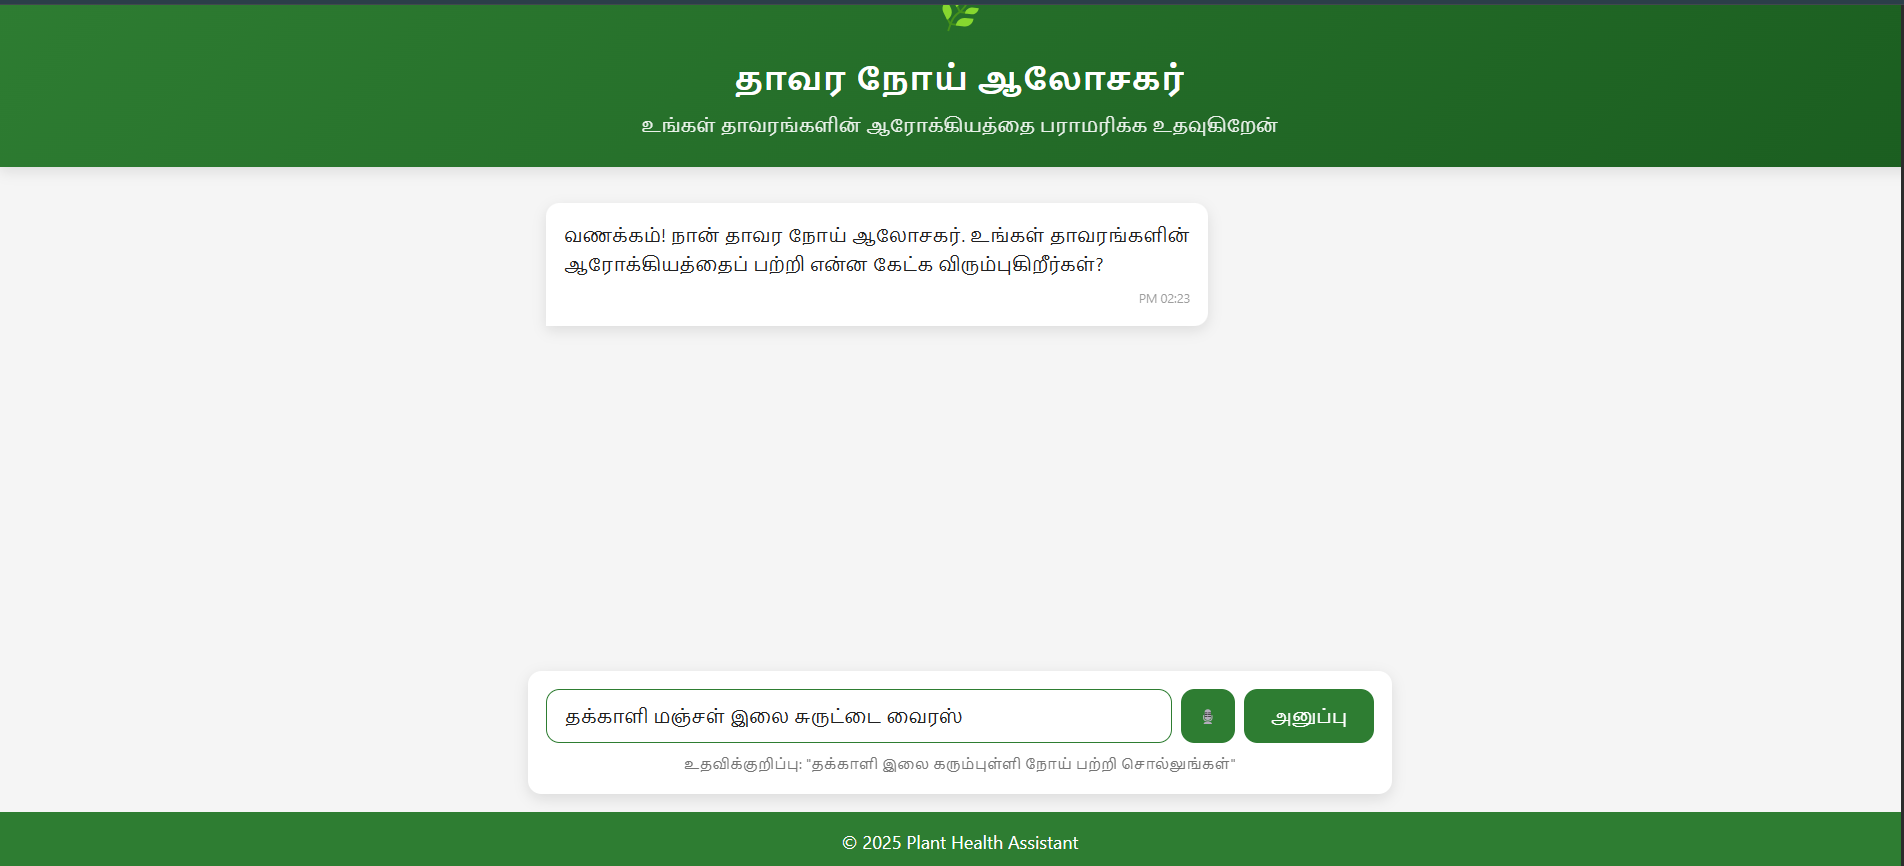 தாவர நோய் ஆலோசகர்
உங்கள் தாவரங்களின் ஆரோக்கியத்தை பராமரிக்க உதவுகிறேன்
வணக்கம்! நான் தாவர நோய் ஆலோசகர். உங்கள் தாவரங்களின்
ஆரோக்கியத்தைப் பற்றி என்ன கேட்க விரும்புகிறீர்கள்?
PM 02:23
தக்காளி மஞ்சள் இலை சுருட்டை வைரஸ்
அனுப்பு
உதவிக்குறிப்பு: "தக்காளி இலை கரும்புள்ளி நோய் பற்றி சொல்லுங்கள்"
© 2025 Plant Health Assistant